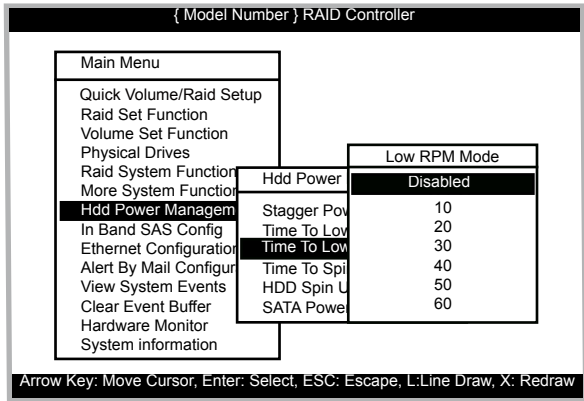 { Model Number } RAID Controller
Main Menu
Quick Volume/Raid Setup
Raid Set Function
Volume Set Function
Physical Drives
Raid System Function
More System Function
Hdd Power Managem
In Band SAS Config
Ethernet Configuration
Alert By Mail Configur
View System Events
Clear Event Buffer
Hardware Monitor
System information
Hdd Power
Stagger Pow
Time To Low
Time To Low
Time To Spi
HDD Spin U
SATA Power
Low RPM Mode
Disabled
10
20
30
40
50
60
Arrow Key: Move Cursor, Enter: Select, ESC: Escape, L:Line Draw, X: Redraw